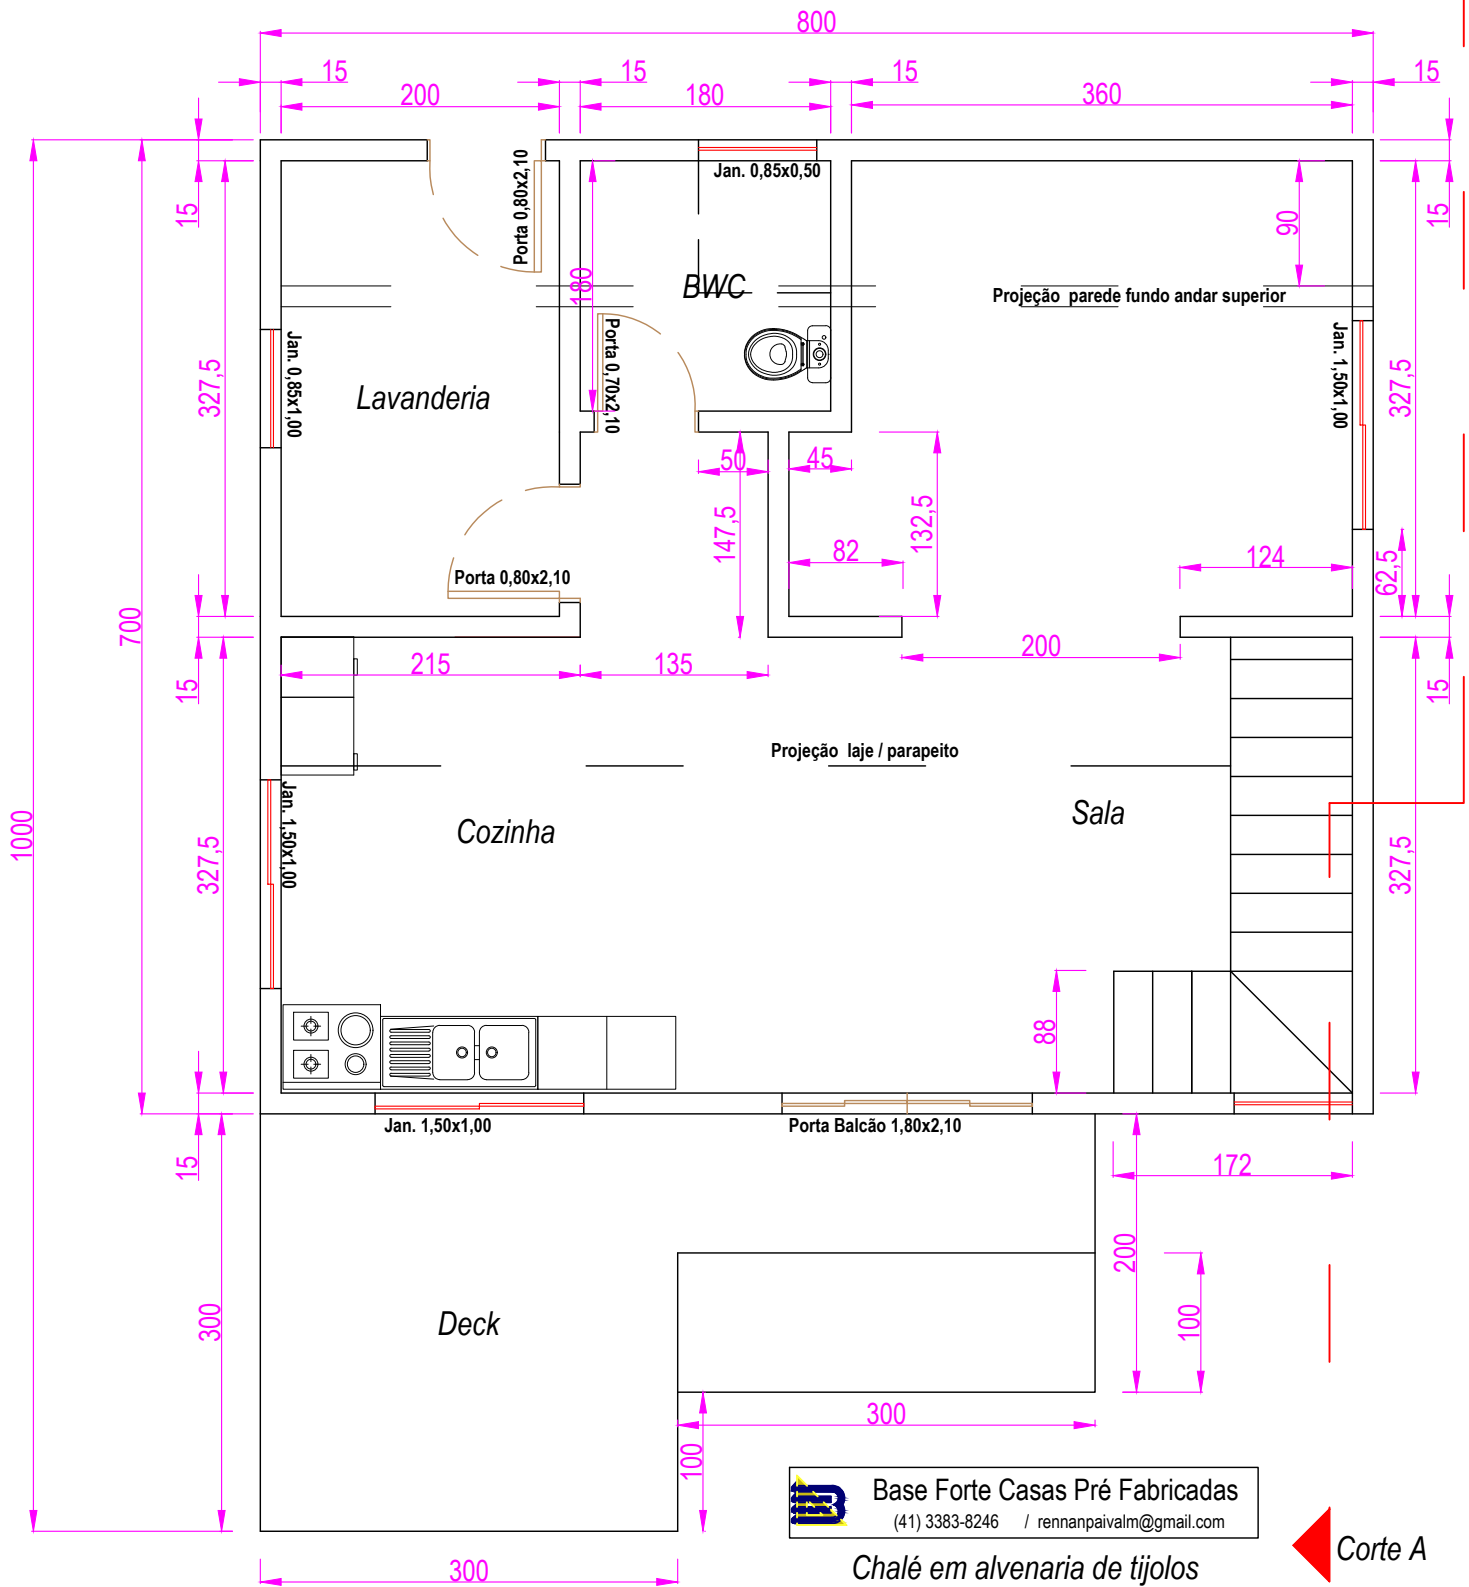 800
15
15
15
15
200
180
360
Porta 0,80x2,10
Jan. 0,85x0,50
15
90
15
180
BWC
Projeção parede fundo andar superior
Jan. 0,85x1,00
Porta 0,70x2,10
Jan. 1,50x1,00
327,5
Lavanderia
327,5
50
45
147,5
132,5
82
124
62,5
Porta 0,80x2,10
700
215
135
200
15
15
Projeção laje / parapeito
1000
Jan. 1,50x1,00
Cozinha
Sala
327,5
327,5
88
Jan. 1,50x1,00
Porta Balcão 1,80x2,10
15
172
200
300
Deck
100
300
100
Base Forte Casas Pré Fabricadas
(41) 3383-8246 / rennanpaivalm@gmail.com
Corte A
Chalé em alvenaria de tijolos
300